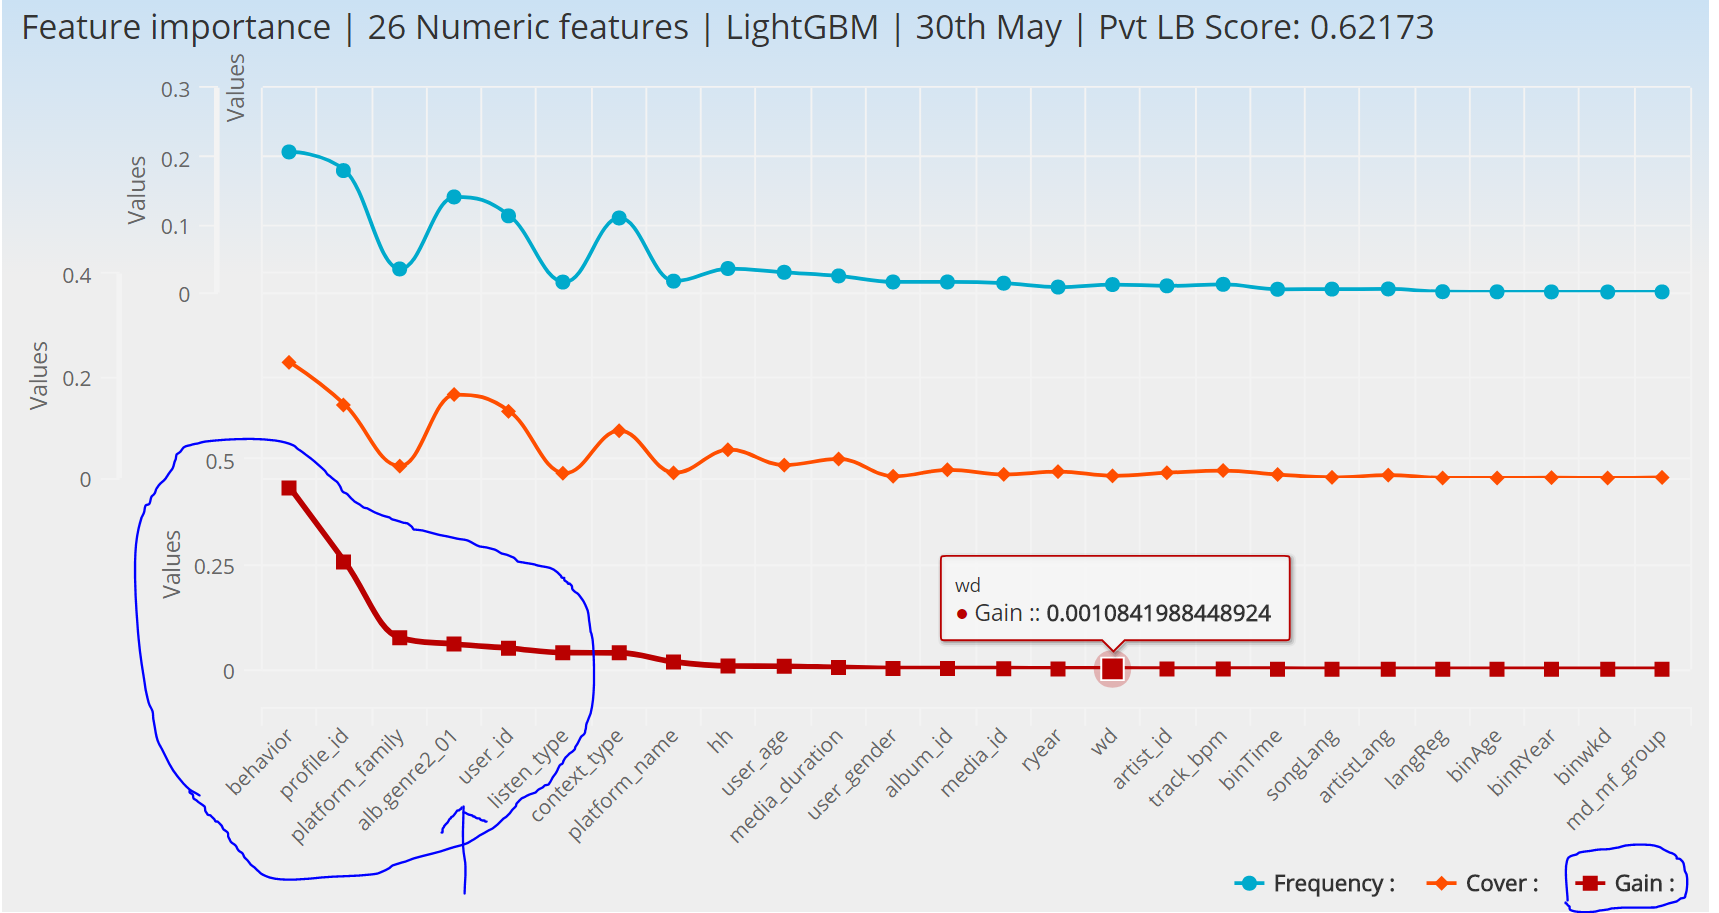 Feature importance | 26 Numeric features | LightGBM | 30th May | Pvt LB Score: 0.62173
Values
0.3
0.2
0.1
0
Values
0.4
0.2
0
Values
0.5
0.25
0
Values
wd
Gain :: 0.0010841988448924
behavior
profile_id
platform_family
alb.genre2_01
user_id
listen_type
context_type
platform_name
hh
user_age
media_duration
user_gender
album_id
media_id
ryear
wd
artist_id
track_bpm
binTime
songLang
artistLang
langReg
binAge
binRYear
binwkd
md_mf_group
Frequency : Cover : Gain :